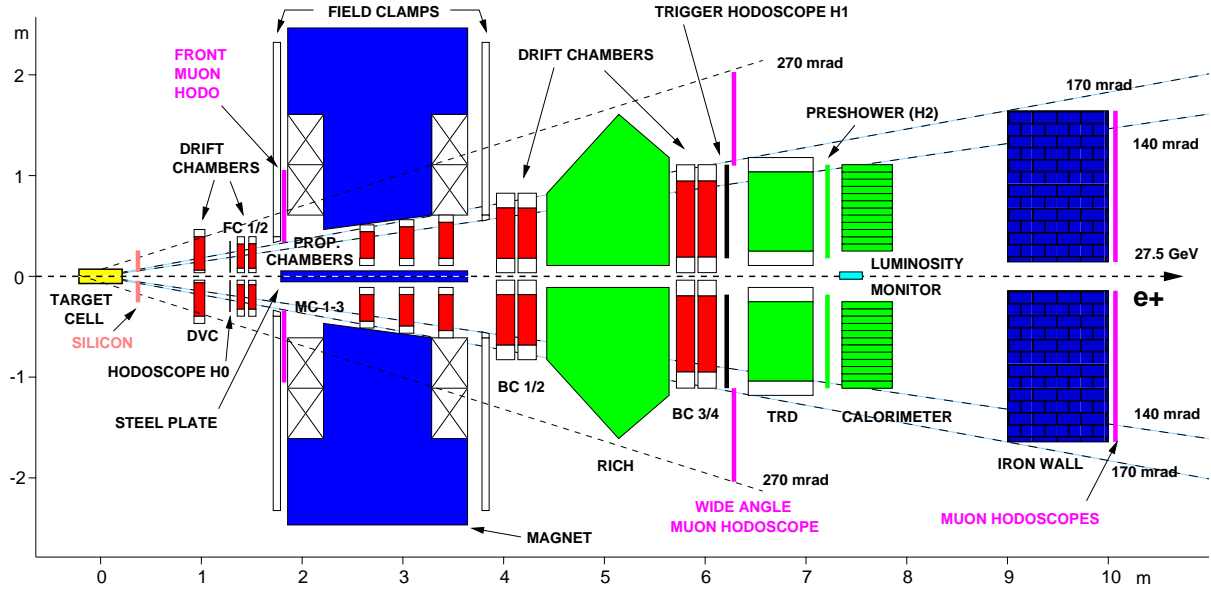 m
FIELD CLAMPS
TRIGGER HODOSCOPE H1
FRONT
MUON
HODO
DRIFT CHAMBERS
270 mrad
170 mrad
2
PRESHOWER (H2)
DRIFT
CHAMBERS
140 mrad
1
FC 1/2
PROP.
CHAMBERS
27.5 GeV
0
LUMINOSITY
MONITOR
e+
TARGET
CELL
MC 1-3
SILICON
DVC
HODOSCOPE H0
-1
BC 1/2
STEEL PLATE
BC 3/4
TRD
CALORIMETER
140 mrad
RICH
IRON WALL
170 mrad
-2
270 mrad
WIDE ANGLE
MUON HODOSCOPE
MUON HODOSCOPES
MAGNET
0 1 2 3 4 5 6 7 8 9 10 m